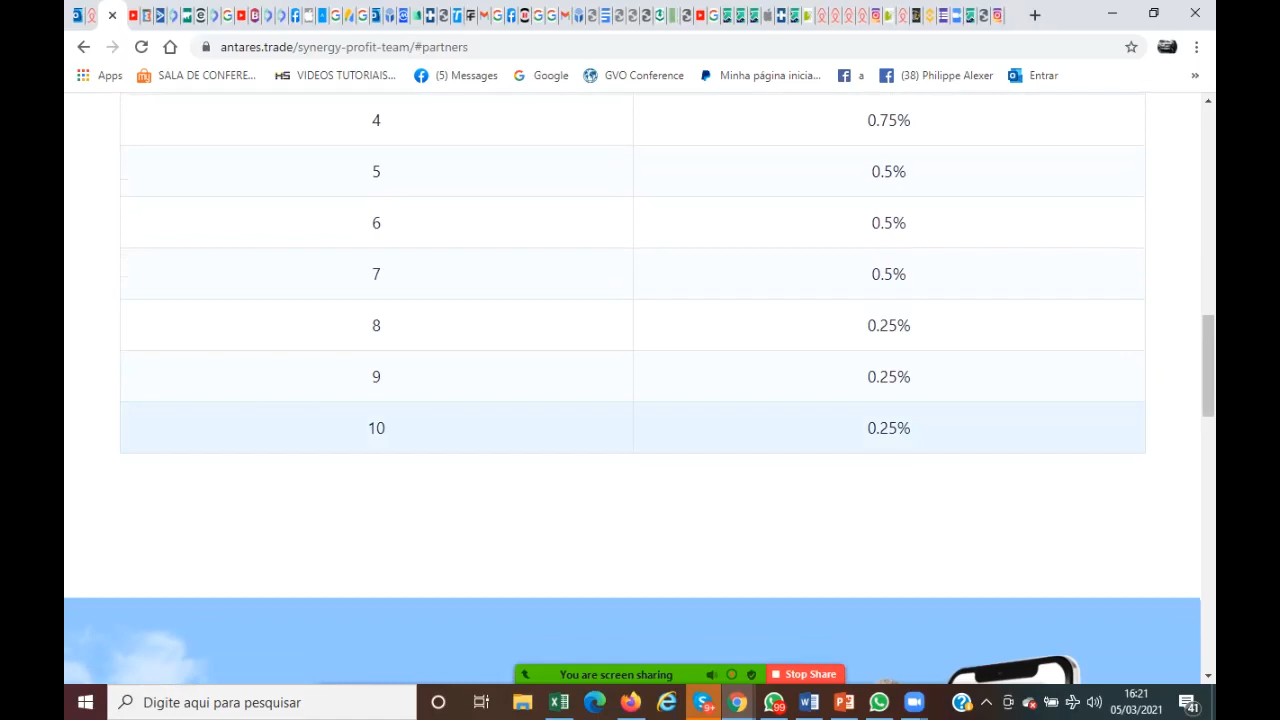 antares.trade/synergy-profit-team/#partners
Apps
SALA DE CONFERE...
VIDEOS TUTORIAIS...
(5) Messages
Google
GVO Conference
Minha página inicia...
a
(38) Philippe Alexer
Entrar
»
4 0.75%
5 0.5%
6 0.5%
7 0.5%
8 0.25%
9 0.25%
10 0.25%
You are screen sharing
Stop Share
Digite aqui para pesquisar
16:21
05/03/2021
41